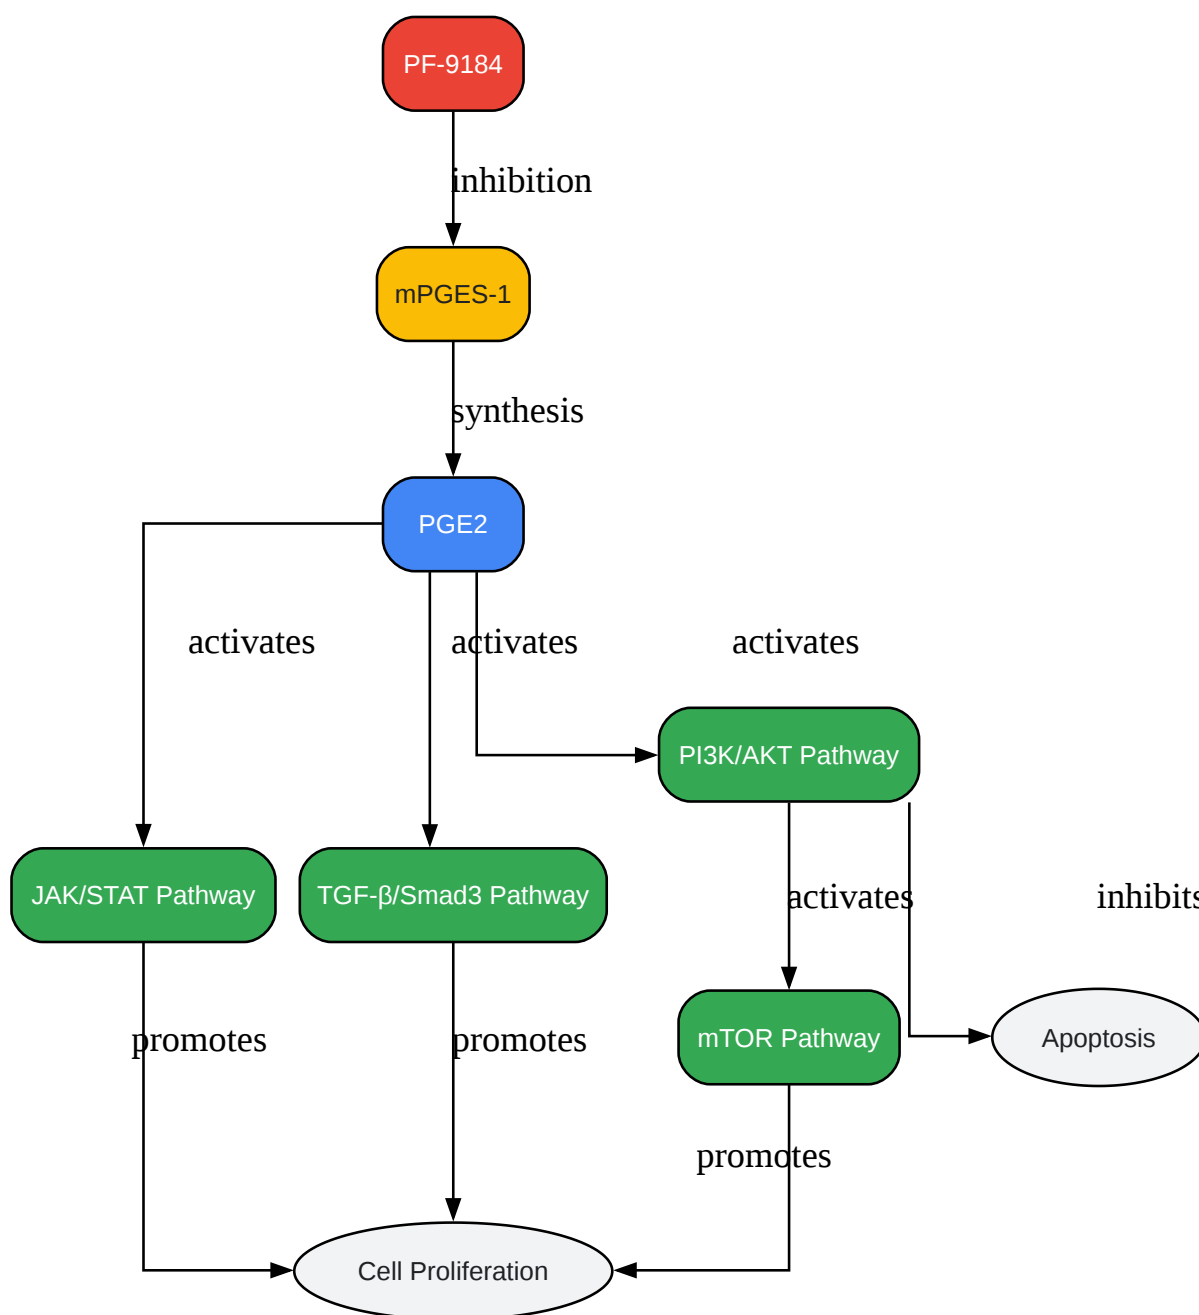 PF-9184
inhibition
mPGES-1
synthesis
PGE2
activates
activates
activates
PI3K/AKT Pathway
JAK/STAT Pathway
TGF-β/Smad3 Pathway
activates
inhibits
promotes
promotes
mTOR Pathway
Apoptosis
promotes
Cell Proliferation